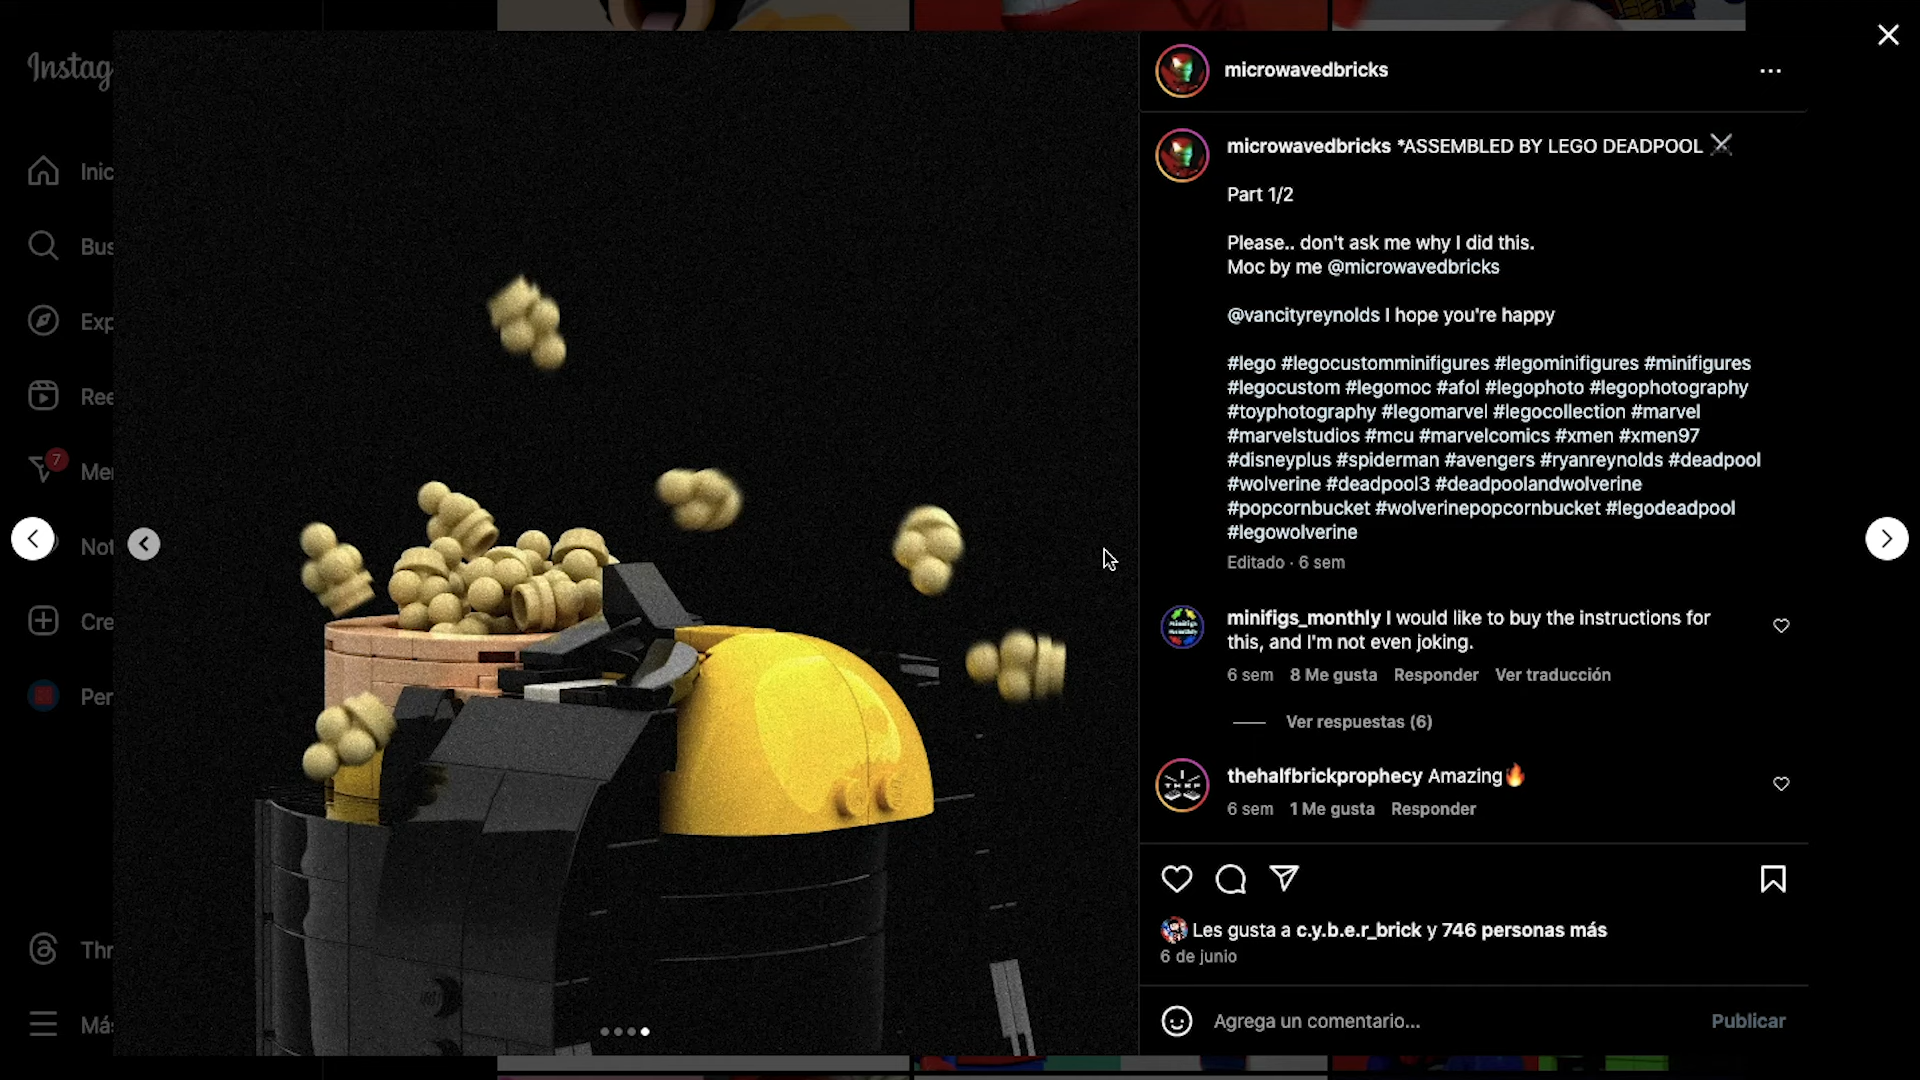 Instag
Inic
Bus
Exp
Ree
7
Me
Not
Cre
Per
Thr
Más
microwavedbricks
microwavedbricks *ASSEMBLED BY LEGO DEADPOOL ⚔
Part 1/2
Please.. don't ask me why I did this.
Moc by me @microwavedbricks
@vancityreynolds I hope you're happy
#lego #legocustomminifigures #legominifigures #minifigures
#legocustom #legomoc #afol #legophoto #legophotography
#toyphotography #legomarvel #legocollection #marvel
#marvelstudios #mcu #marvelcomics #xmen #xmen97
#disneyplus #spiderman #avengers #ryanreynolds #deadpool
#wolverine #deadpool3 #deadpoolandwolverine
#popcornbucket #wolverinepopcornbucket #legodeadpool
#legowolverine
Editado · 6 sem
minifigs_monthly I would like to buy the instructions for
this, and I'm not even joking.
6 sem 8 Me gusta Responder Ver traducción
Ver respuestas (6)
thehalfbrickprophecy Amazing🔥
6 sem 1 Me gusta Responder
Les gusta a c.y.b.e.r_brick y 746 personas más
6 de junio
Agrega un comentario... Publicar